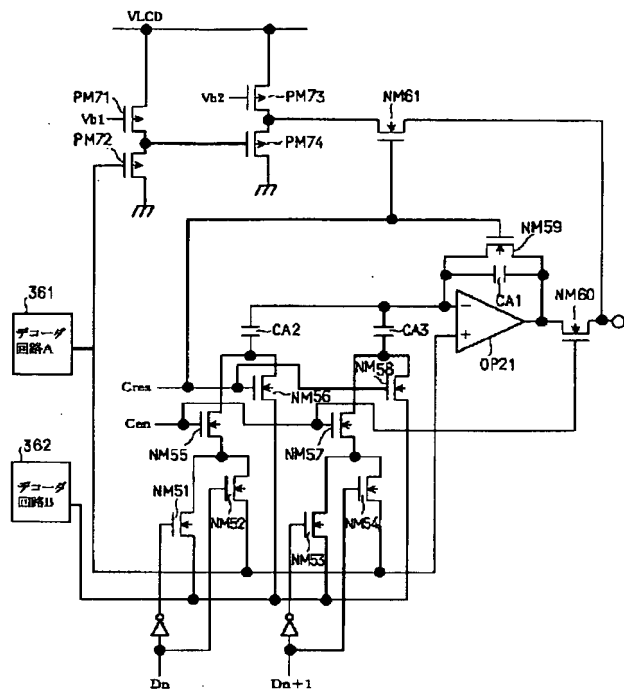 VLCD
PM71
Vb1
PM72
Vb2
PM73
PM74
NM61
NM59
CA1
NM60
361
デコーダ
回路A
CA2
CA3
OP21
Cres
NM56
NM58
Cen
NM55
NM57
362
デコーダ
回路B
NM51
NM52
NM53
NM54
Dn
Dn+1